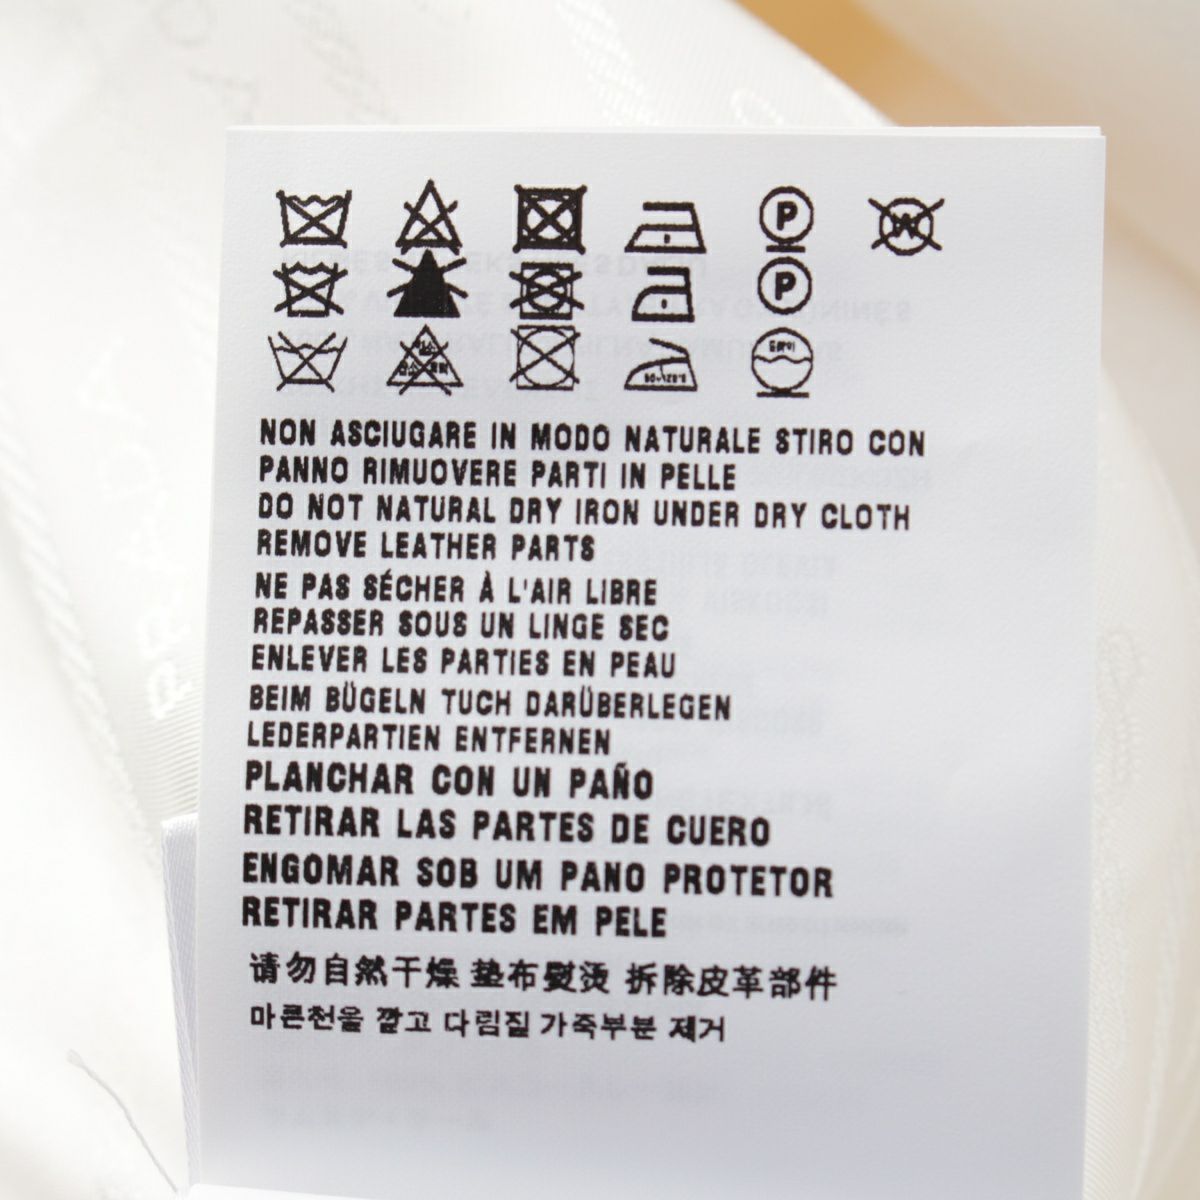 P W
P
드라이
NON ASCIUGARE IN MODO NATURALE STIRO CON
PANNO RIMUOVERE PARTI IN PELLE
DO NOT NATURAL DRY IRON UNDER DRY CLOTH
REMOVE LEATHER PARTS
NE PAS SÉCHER À L'AIR LIBRE
REPASSER SOUS UN LINGE SEC
ENLEVER LES PARTIES EN PEAU
BEIM BÜGELN TUCH DARÜBERLEGEN
LEDERPARTIEN ENTFERNEN
PLANCHAR CON UN PAÑO
RETIRAR LAS PARTES DE CUERO
ENGOMAR SOB UM PANO PROTETOR
RETIRAR PARTES EM PELE
请勿自然干燥 垫布熨烫 拆除皮革部件
마른천을 깔고 다림질 가죽부분 제거